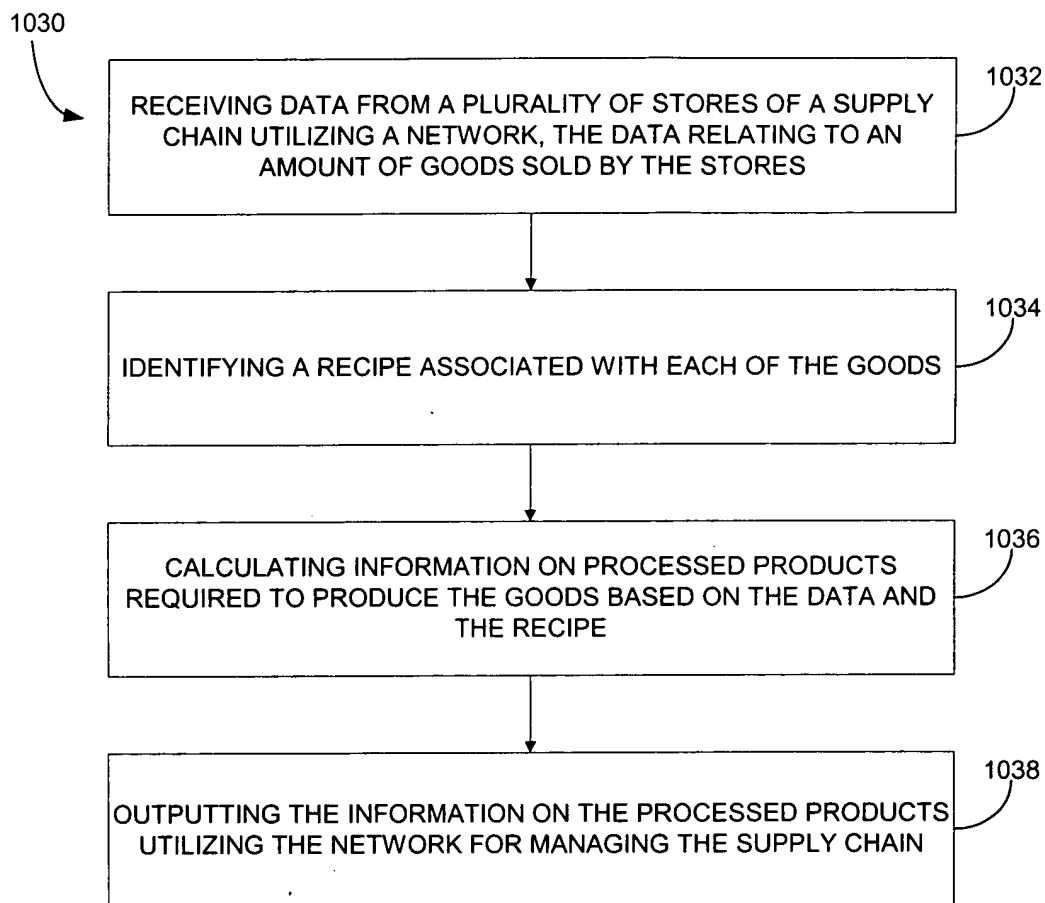 1030
1032
RECEIVING DATA FROM A PLURALITY OF STORES OF A SUPPLY
CHAIN UTILIZING A NETWORK, THE DATA RELATING TO AN
AMOUNT OF GOODS SOLD BY THE STORES
1034
IDENTIFYING A RECIPE ASSOCIATED WITH EACH OF THE GOODS
1036
CALCULATING INFORMATION ON PROCESSED PRODUCTS
REQUIRED TO PRODUCE THE GOODS BASED ON THE DATA AND
THE RECIPE
1038
OUTPUTTING THE INFORMATION ON THE PROCESSED PRODUCTS
UTILIZING THE NETWORK FOR MANAGING THE SUPPLY CHAIN